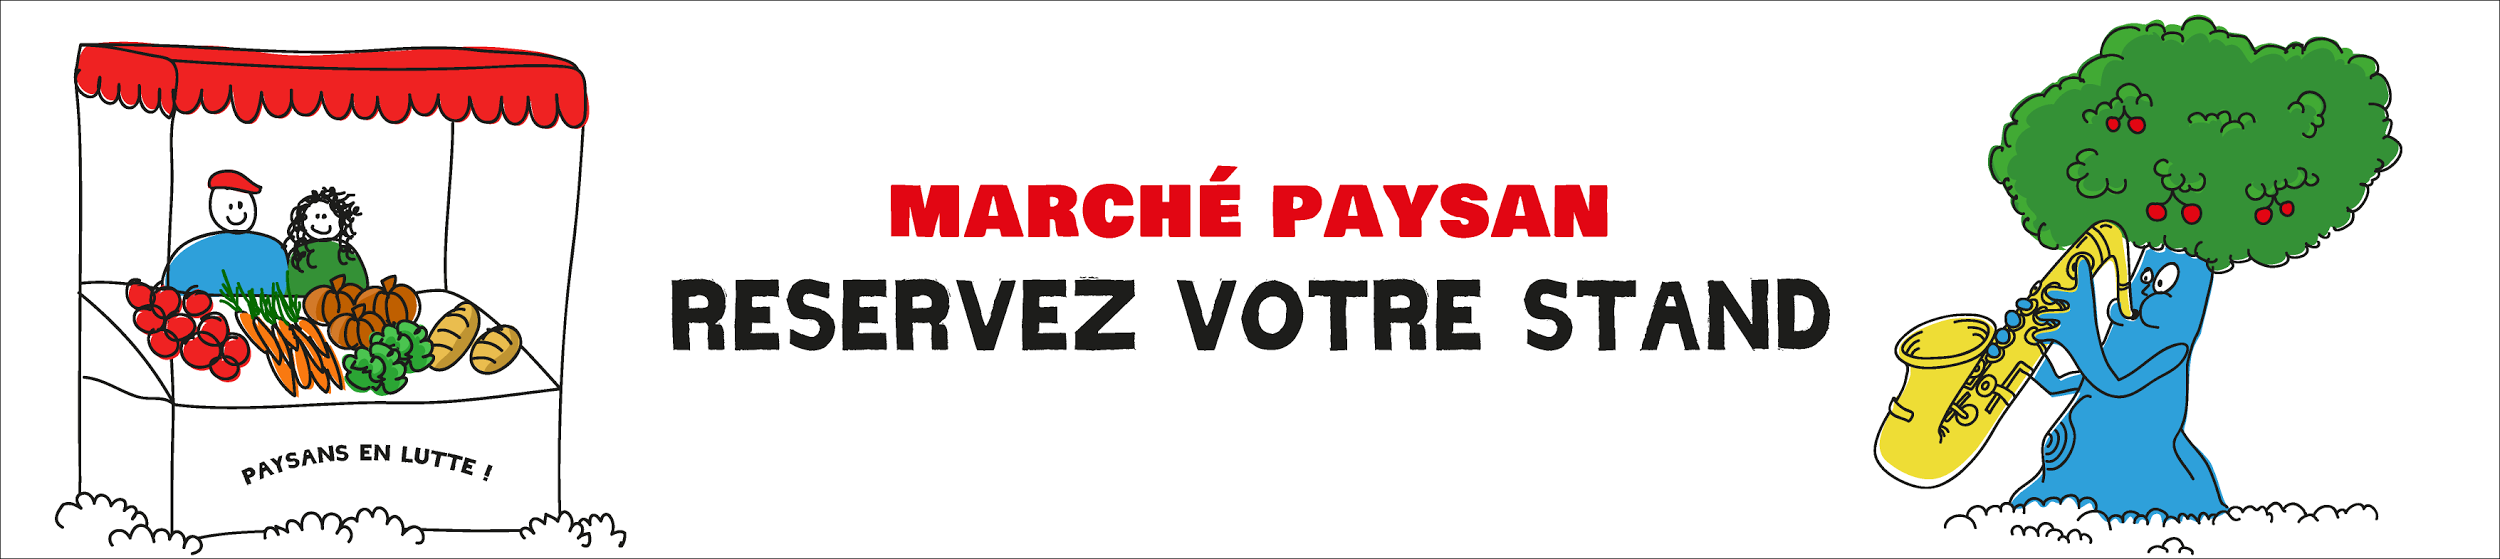 MARCHÉ PAYSAN
RESERVEZ VOTRE STAND
PAYSANS EN LUTTE !